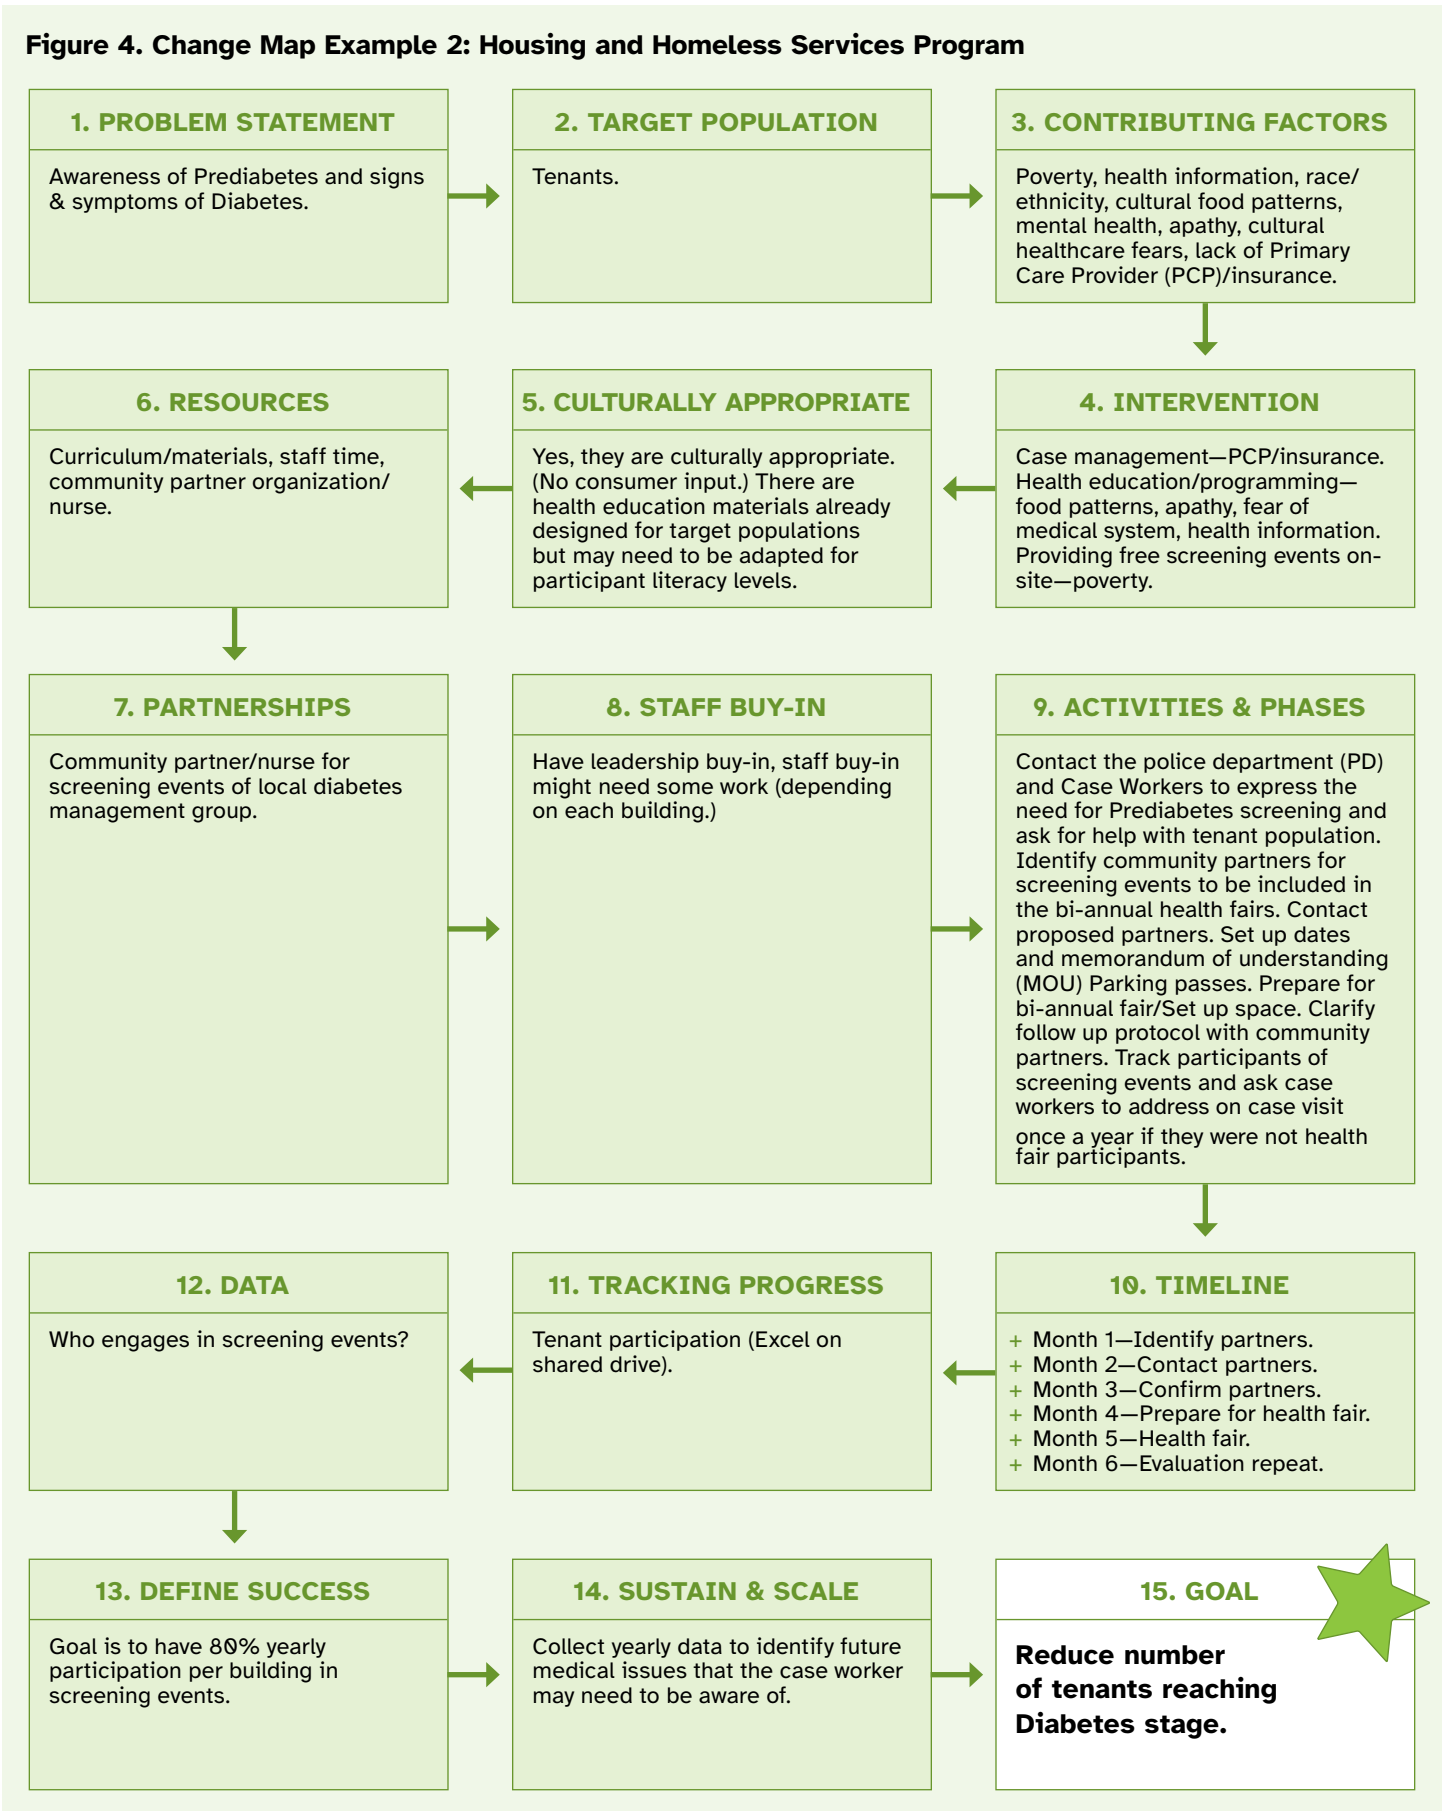 Figure 4. Change Map Example 2: Housing and Homeless Services Program
1. PROBLEM STATEMENT
Awareness of Prediabetes and signs
& symptoms of Diabetes.
2. TARGET POPULATION
Tenants.
3. CONTRIBUTING FACTORS
Poverty, health information, race/
ethnicity, cultural food patterns,
mental health, apathy, cultural
healthcare fears, lack of Primary
Care Provider (PCP)/insurance.
4. INTERVENTION
Case management—PCP/insurance.
Health education/programming—
food patterns, apathy, fear of
medical system, health information.
Providing free screening events on-
site—poverty.
5. CULTURALLY APPROPRIATE
Yes, they are culturally appropriate.
(No consumer input.) There are
health education materials already
designed for target populations
but may need to be adapted for
participant literacy levels.
6. RESOURCES
Curriculum/materials, staff time,
community partner organization/
nurse.
7. PARTNERSHIPS
Community partner/nurse for
screening events of local diabetes
management group.
8. STAFF BUY-IN
Have leadership buy-in, staff buy-in
might need some work (depending
on each building.)
9. ACTIVITIES & PHASES
Contact the police department (PD)
and Case Workers to express the
need for Prediabetes screening and
ask for help with tenant population.
Identify community partners for
screening events to be included in
the bi-annual health fairs. Contact
proposed partners. Set up dates
and memorandum of understanding
(MOU) Parking passes. Prepare for
bi-annual fair/Set up space. Clarify
follow up protocol with community
partners. Track participants of
screening events and ask case
workers to address on case visit
once a year if they were not health
fair participants.
10. TIMELINE
+ Month 1—Identify partners.
+ Month 2—Contact partners.
+ Month 3—Confirm partners.
+ Month 4—Prepare for health fair.
+ Month 5—Health fair.
+ Month 6—Evaluation repeat.
11. TRACKING PROGRESS
Tenant participation (Excel on
shared drive).
12. DATA
Who engages in screening events?
13. DEFINE SUCCESS
Goal is to have 80% yearly
participation per building in
screening events.
14. SUSTAIN & SCALE
Collect yearly data to identify future
medical issues that the case worker
may need to be aware of.
15. GOAL
Reduce number
of tenants reaching
Diabetes stage.